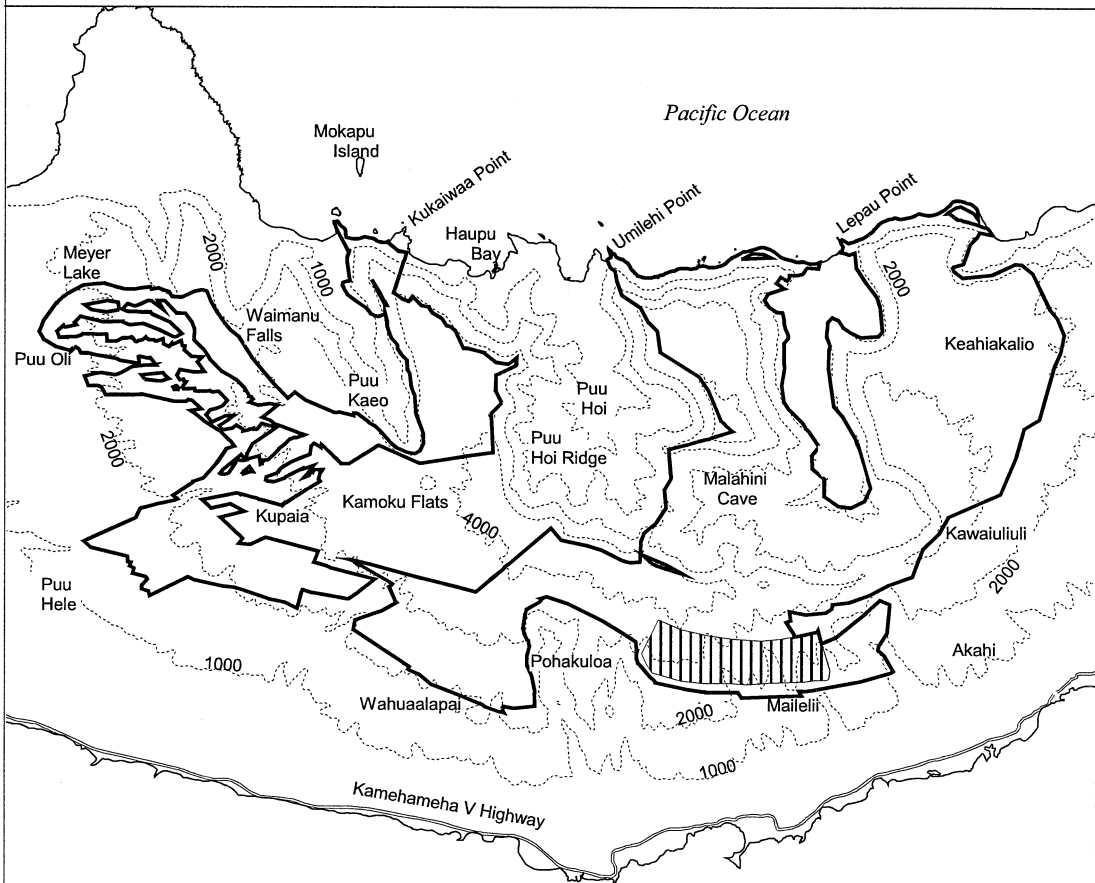 Pacific Ocean
Mokapu
Island
Kukaiwaa Point
Umilehi Point
Lepau Point
Haupu
Bay
Meyer
Lake
2000
1000
2000
Waimanu
Falls
Puu Oli
Keahiakalio
Puu
Kaeo
Puu
Hoi
Puu
Hoi Ridge
2000
Malahini
Cave
Kamoku Flats
Kupaia
4000
Kawaiuliuli
2000
Puu
Hele
1000
Pohakuloa
Akahi
Wahuaalapai
2000
Mailelii
1000
Kamehameha V Highway